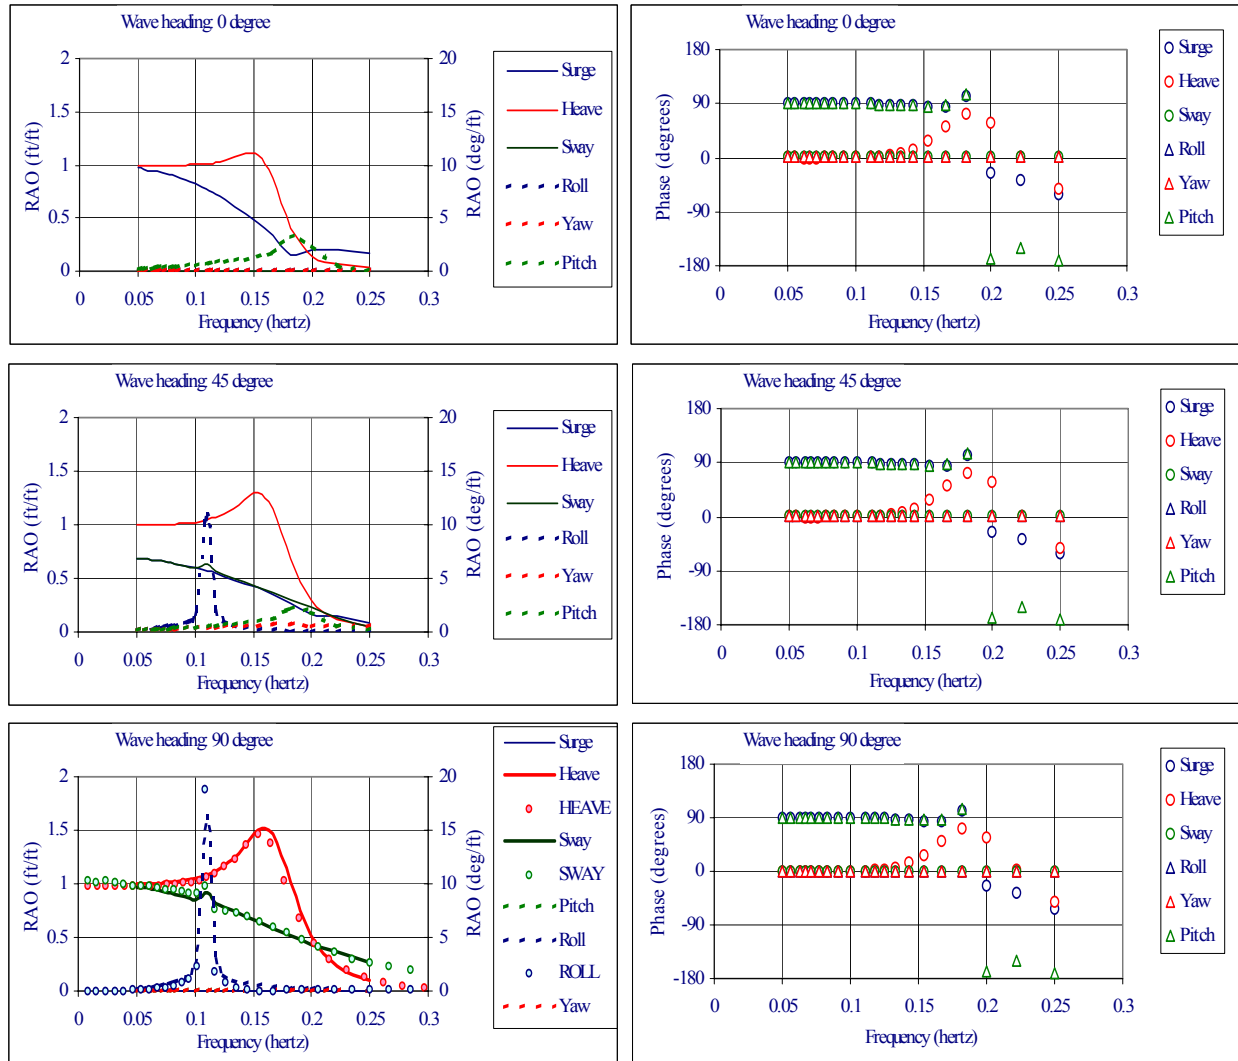 Wave heading: 0 degree
2
1.5
1
0.5
0
20
15
10
5
0
RAO (ft/ft)
RAO (deg/ft)
0 0.05 0.1 0.15 0.2 0.25 0.3
Frequency (hertz)
Surge
Heave
Sway
Roll
Yaw
Pitch
Wave heading: 0 degree
180
90
0
-90
-180
Phase (degrees)
0 0.05 0.1 0.15 0.2 0.25 0.3
Frequency (hertz)
Surge
Heave
Sway
Roll
Yaw
Pitch
Wave heading: 45 degree
2
1.5
1
0.5
0
20
15
10
5
0
RAO (ft/ft)
RAO (deg/ft)
0 0.05 0.1 0.15 0.2 0.25 0.3
Frequency (hertz)
Surge
Heave
Sway
Roll
Yaw
Pitch
Wave heading: 45 degree
180
90
0
-90
-180
Phase (degrees)
0 0.05 0.1 0.15 0.2 0.25 0.3
Frequency (hertz)
Surge
Heave
Sway
Roll
Yaw
Pitch
Wave heading: 90 degree
2
1.5
1
0.5
0
20
15
10
5
0
RAO (ft/ft)
RAO (deg/ft)
0 0.05 0.1 0.15 0.2 0.25 0.3
Frequency (hertz)
Surge
Heave
HEAVE
Sway
SWAY
Pitch
Roll
ROLL
Yaw
Wave heading: 90 degree
180
90
0
-90
-180
Phase (degrees)
0 0.05 0.1 0.15 0.2 0.25 0.3
Frequency (hertz)
Surge
Heave
Sway
Roll
Yaw
Pitch